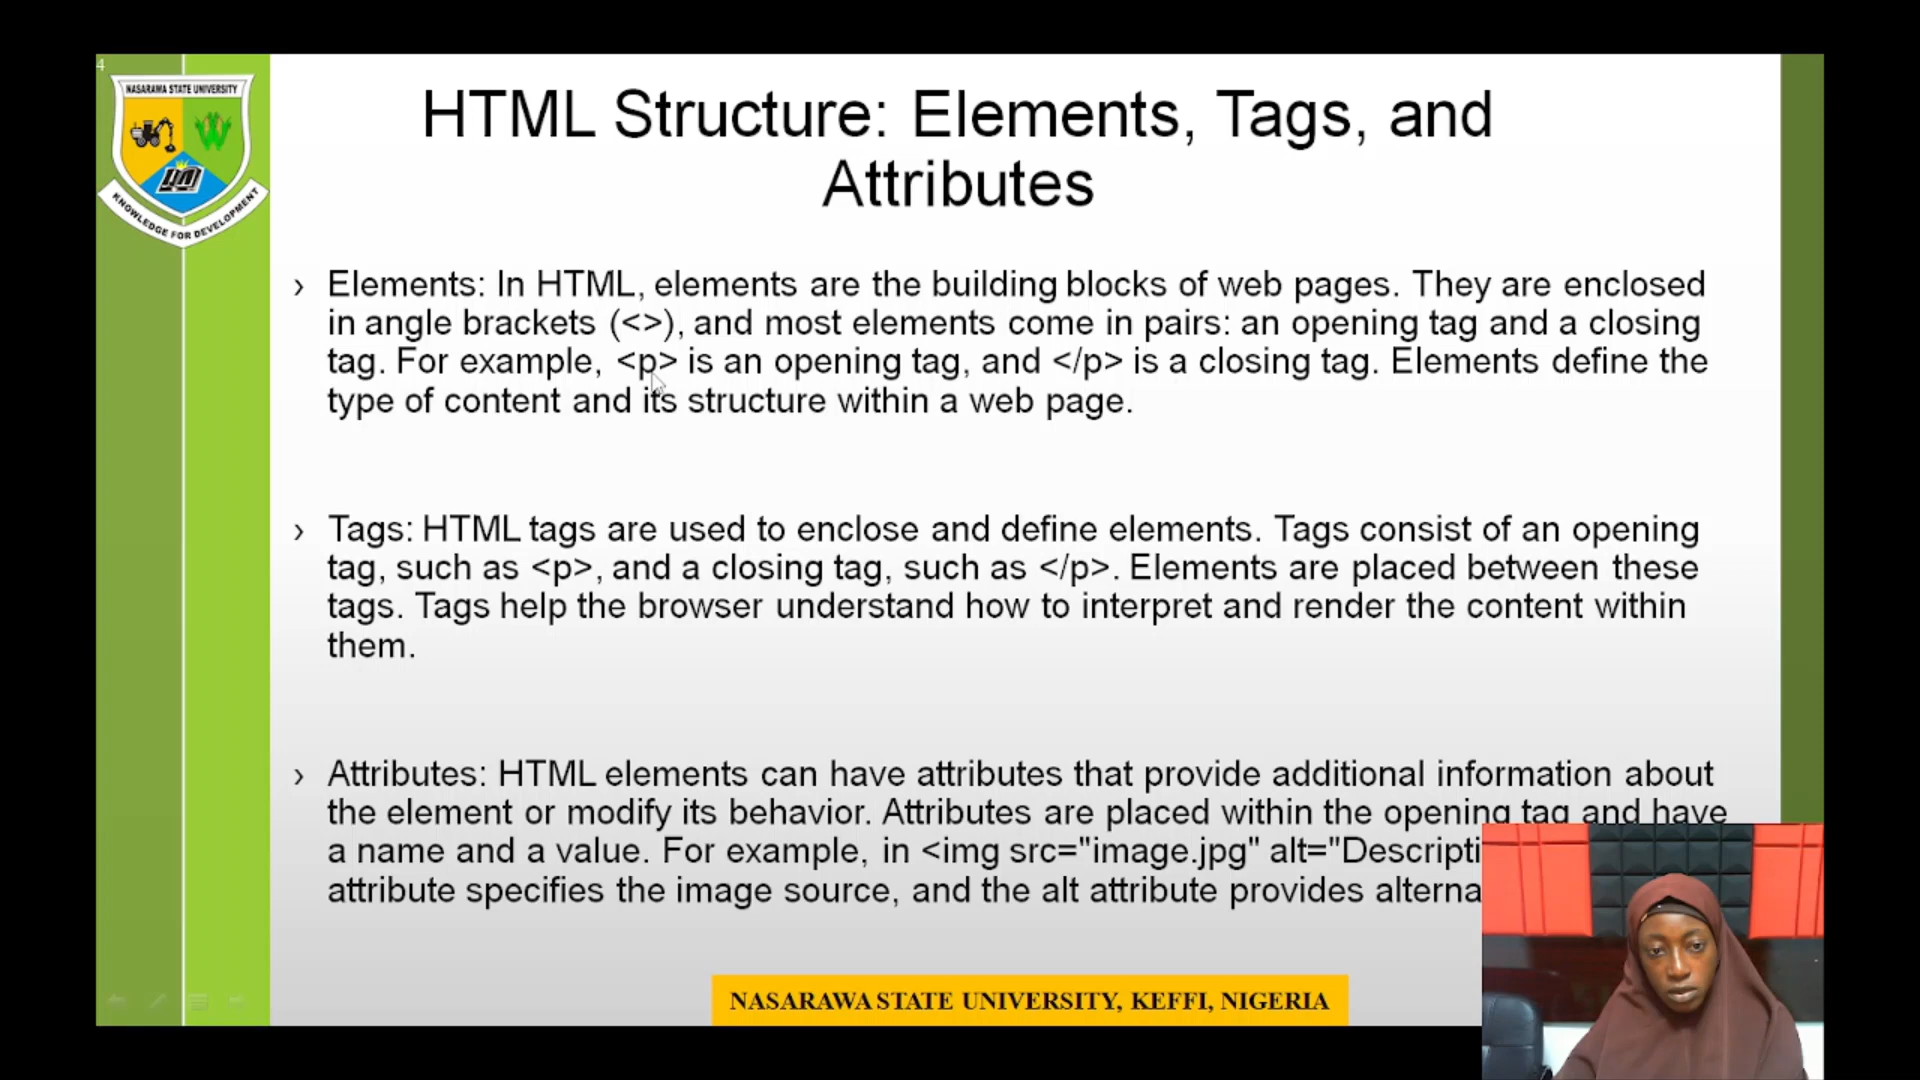 4
NASARAWA STATE UNIVERSITY
KNOWLEDGE FOR DEVELOPMENT
HTML Structure: Elements, Tags, and
Attributes
› Elements: In HTML, elements are the building blocks of web pages. They are enclosed
in angle brackets (<>), and most elements come in pairs: an opening tag and a closing
tag. For example, <p> is an opening tag, and </p> is a closing tag. Elements define the
type of content and its structure within a web page.
› Tags: HTML tags are used to enclose and define elements. Tags consist of an opening
tag, such as <p>, and a closing tag, such as </p>. Elements are placed between these
tags. Tags help the browser understand how to interpret and render the content within
them.
› Attributes: HTML elements can have attributes that provide additional information about
the element or modify its behavior. Attributes are placed within the opening tag and have
a name and a value. For example, in <img src="image.jpg" alt="Descripti
attribute specifies the image source, and the alt attribute provides alterna
NASARAWA STATE UNIVERSITY, KEFFI, NIGERIA